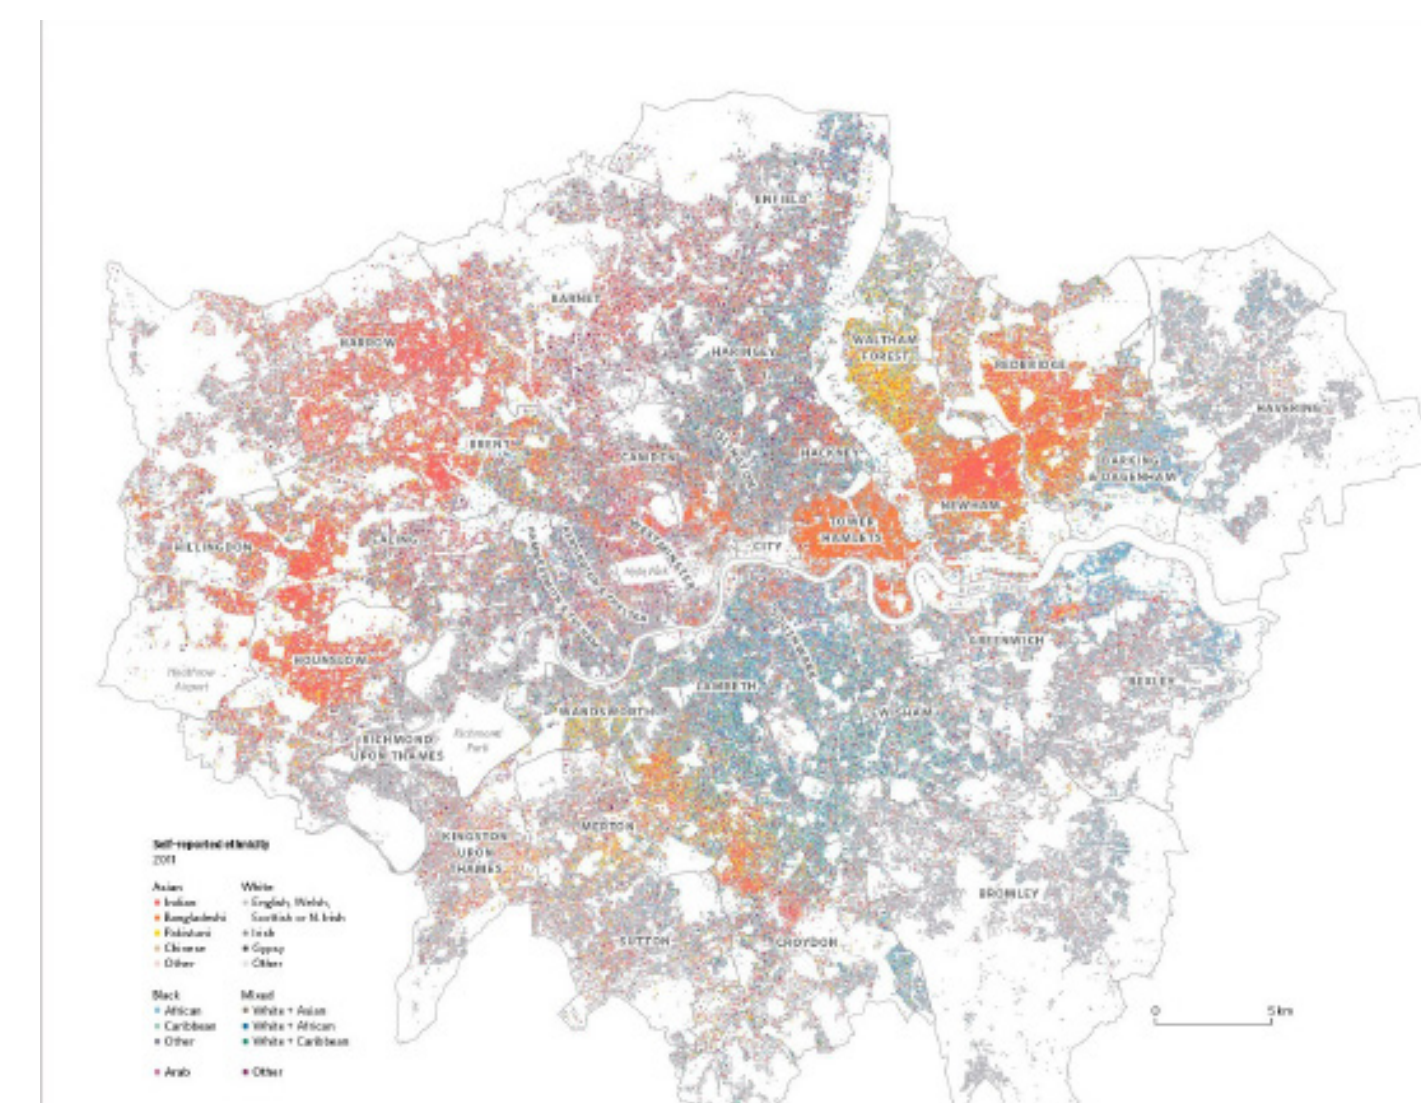 ENFIELD
BARNET
HARROW
HARINGEY
WALTHAM
FOREST
REDBRIDGE
HAVERING
BRENT
CAMDEN
ISLINGTON
HACKNEY
BARKING
& DAGENHAM
NEWHAM
TOWER
HAMLETS
CITY
WESTMINSTER
Hyde Park
HILLINGDON
EALING
HOUNSLOW
Heathrow
Airport
SOUTHWARK
GREENWICH
LAMBETH
LEWISHAM
BEXLEY
WANDSWORTH
RICHMOND
UPON THAMES
Richmond
Park
KINGSTON
UPON
THAMES
MERTON
SUTTON
CROYDON
BROMLEY
Self-reported ethnicity
2011
Asian
Indian
Bangladeshi
Pakistani
Chinese
Other
White
English, Welsh,
Scottish or N. Irish
Irish
Gypsy
Other
Black
African
Caribbean
Other
Arab
Mixed
White + Asian
White + African
White + Caribbean
Other
0 5 km